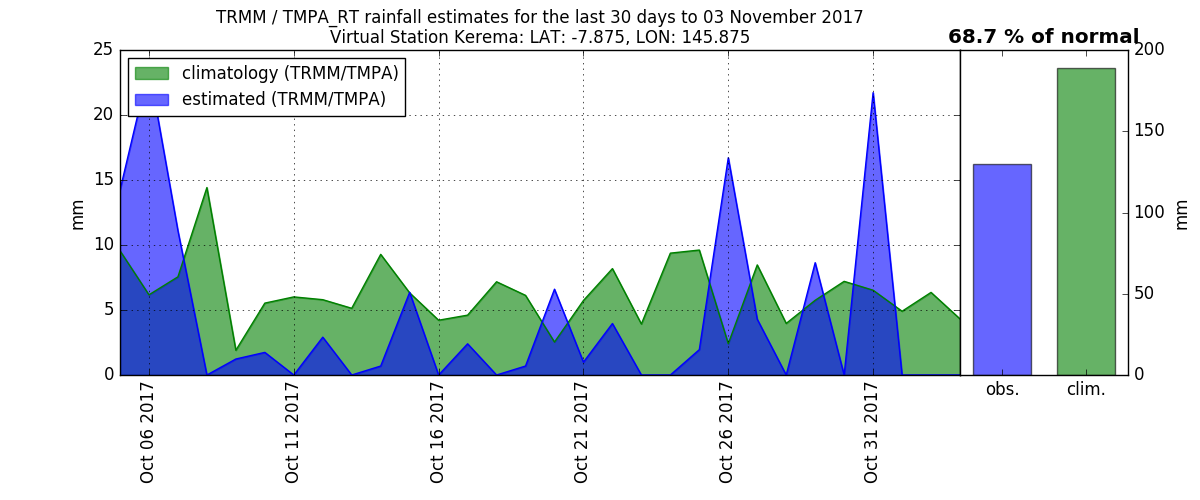 TRMM / TMPA_RT rainfall estimates for the last 30 days to 03 November 2017
Virtual Station Kerema: LAT: -7.875, LON: 145.875
68.7 % of normal
climatology (TRMM/TMPA)
estimated (TRMM/TMPA)
25
20
15
10
5
0
mm
200
150
100
50
0
mm
obs.
clim.
Oct 06 2017
Oct 11 2017
Oct 16 2017
Oct 21 2017
Oct 26 2017
Oct 31 2017